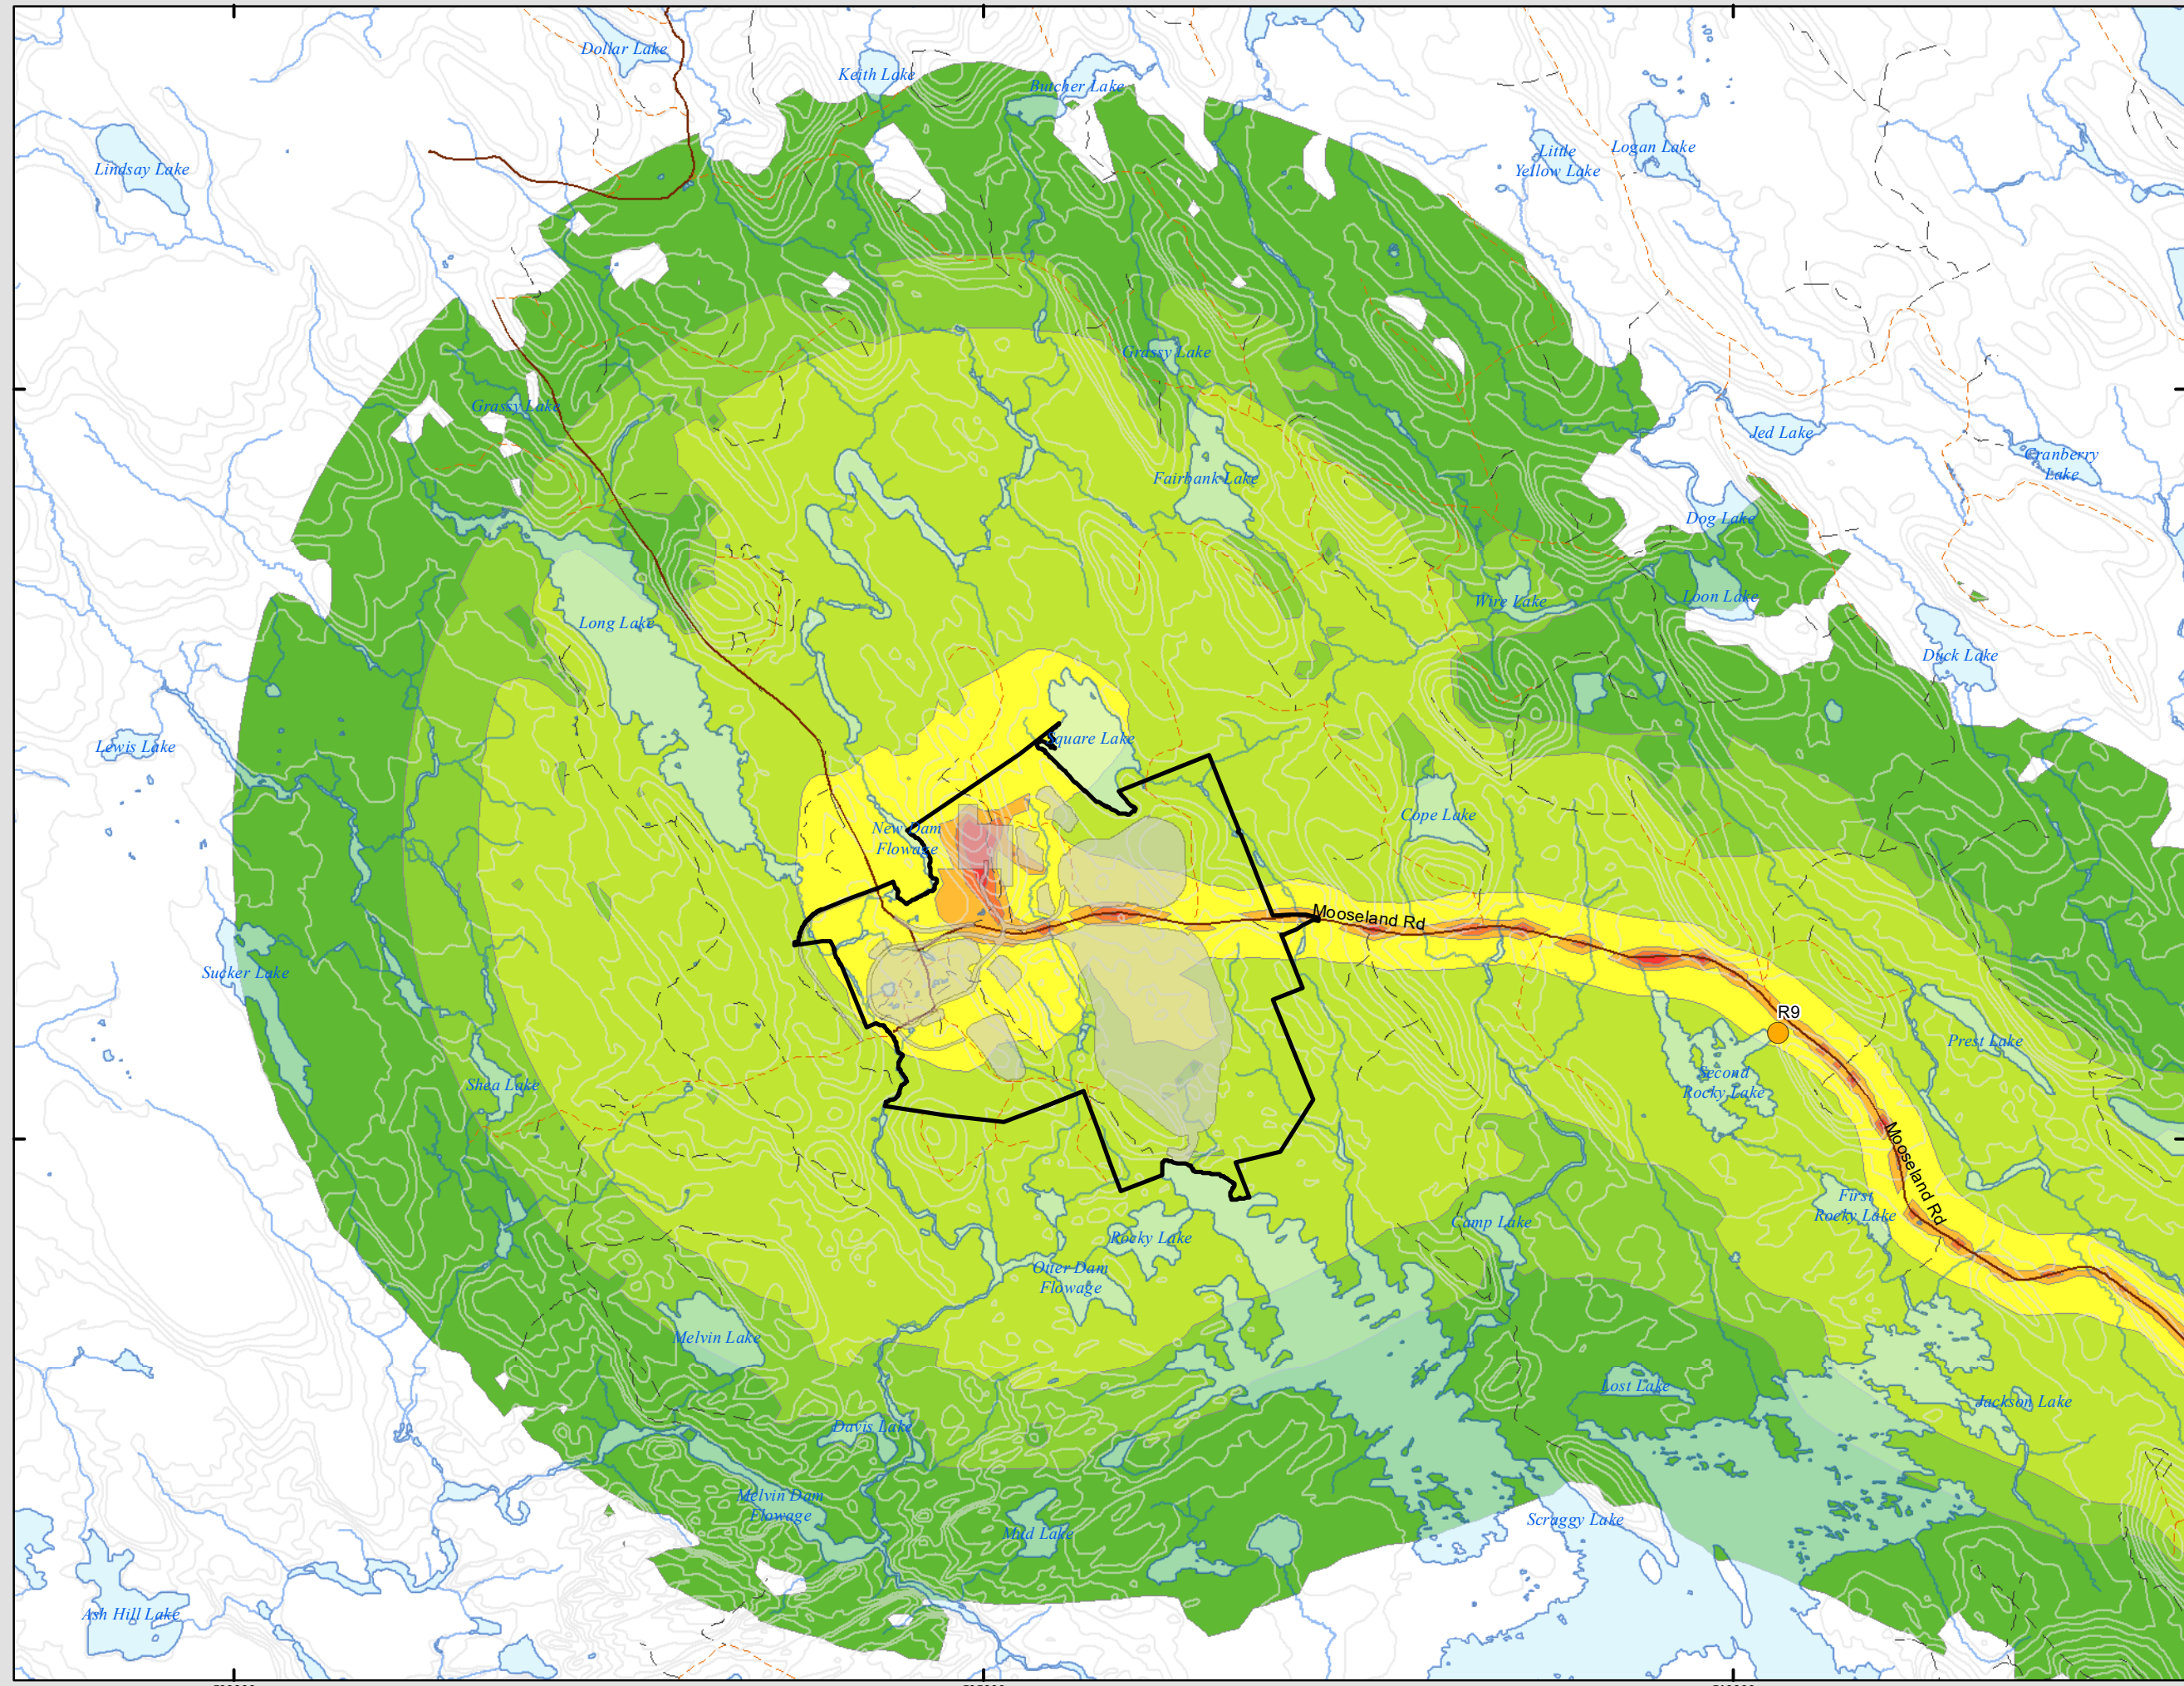 Dollar Lake
Keith Lake
Butcher Lake
Lindsay Lake
Little
Yellow Lake
Logan Lake
Grassy Lake
Grassy Lake
Jed Lake
Cranberry
Lake
Fairbank Lake
Dog Lake
Loon Lake
Wire Lake
Long Lake
Duck Lake
Lewis Lake
Square Lake
Cope Lake
New Dam
Flowage
Mooseland Rd
Sucker Lake
R9
Prest Lake
Second
Rocky Lake
Shea Lake
Mooseland Rd
First
Rocky Lake
Camp Lake
Rocky Lake
Otter Dam
Flowage
Melvin Lake
Lost Lake
Jackson Lake
Davis Lake
Melvin Dam
Flowage
Mud Lake
Scraggy Lake
Ash Hill Lake